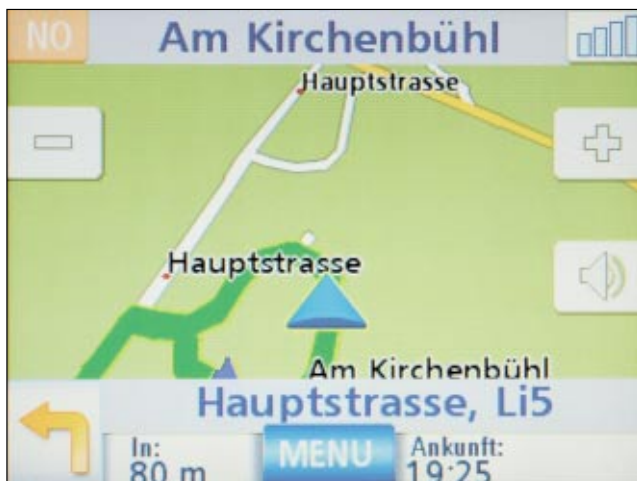 NO Am Kirchenbühl
Hauptstrasse
Hauptstrasse
Am Kirchenbühl
Hauptstrasse, Li5
In: MENU Ankunft:
80 m 19:25